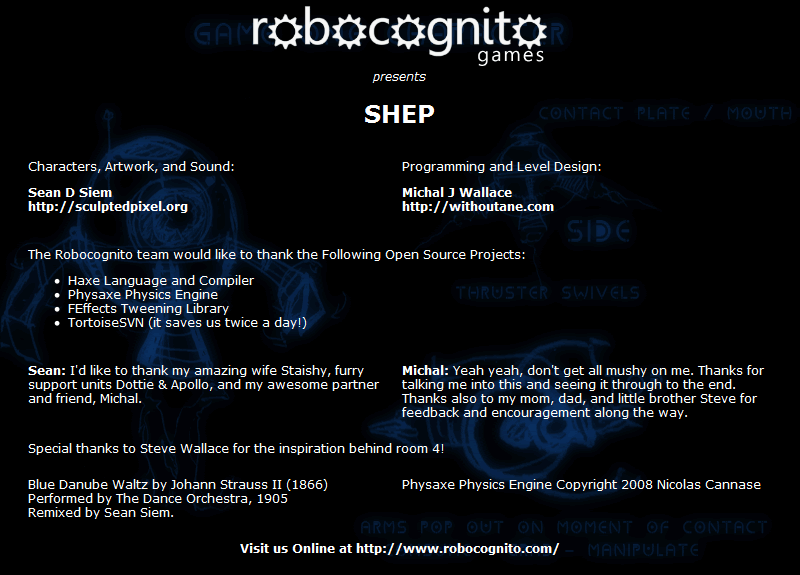 robocognito
games
presents
SHEP
CONTACT PLATE / MOUTH
Characters, Artwork, and Sound:
Sean D Siem
http://sculptedpixel.org
Programming and Level Design:
Michal J Wallace
http://withoutane.com
SIDE
The Robocognito team would like to thank the Following Open Source Projects:
• Haxe Language and Compiler
• Physaxe Physics Engine
• FEffects Tweening Library
• TortoiseSVN (it saves us twice a day!)
THRUSTER SWIVELS
Sean: I'd like to thank my amazing wife Staishy, furry
support units Dottie & Apollo, and my awesome partner
and friend, Michal.
Michal: Yeah yeah, don't get all mushy on me. Thanks for
talking me into this and seeing it through to the end.
Thanks also to my mom, dad, and little brother Steve for
feedback and encouragement along the way.
Special thanks to Steve Wallace for the inspiration behind room 4!
Blue Danube Waltz by Johann Strauss II (1866)
Performed by The Dance Orchestra, 1905
Remixed by Sean Siem.
Physaxe Physics Engine Copyright 2008 Nicolas Cannase
ARMS POP OUT ON MOMENT OF CONTACT
- MANIPULATE
Visit us Online at http://www.robocognito.com/